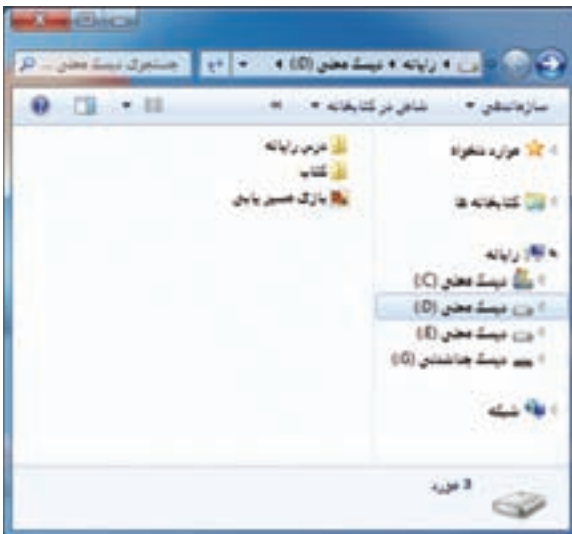 رایانه ◂ دیسک محلی (D:) ◂
جستجوی دیسک محلی ...
سازماندهی ▾ شامل در کتابخانه ▾ »
موارد دلخواه
کتابخانه ها
رایانه
دیسک محلی (C:)
دیسک محلی (D:)
دیسک محلی (E:)
دیسک جداشدنی (G:)
شبکه
درس رایانه
کتاب
بازی مسیر یابی
3 مورد